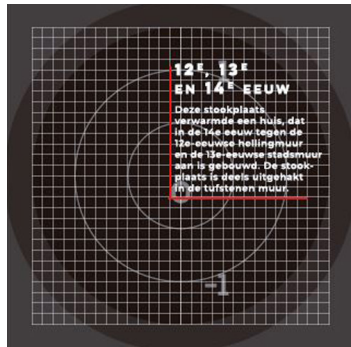 12E, 13E
EN 14E EEUW
Deze stookplaats
verwarmde een huis, dat
in de 14e eeuw tegen de
12e-eeuwse hellingmuur
en de 13e-eeuwse stadsmuur
aan is gebouwd. De stook-
plaats is deels uitgehakt
in de tufstenen muur.
0
-1